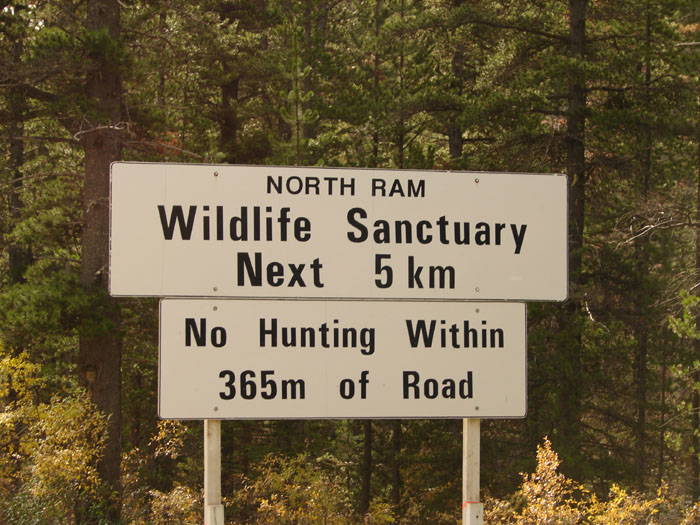 NORTH RAM
Wildlife Sanctuary
Next 5 km
No Hunting Within
365m of Road